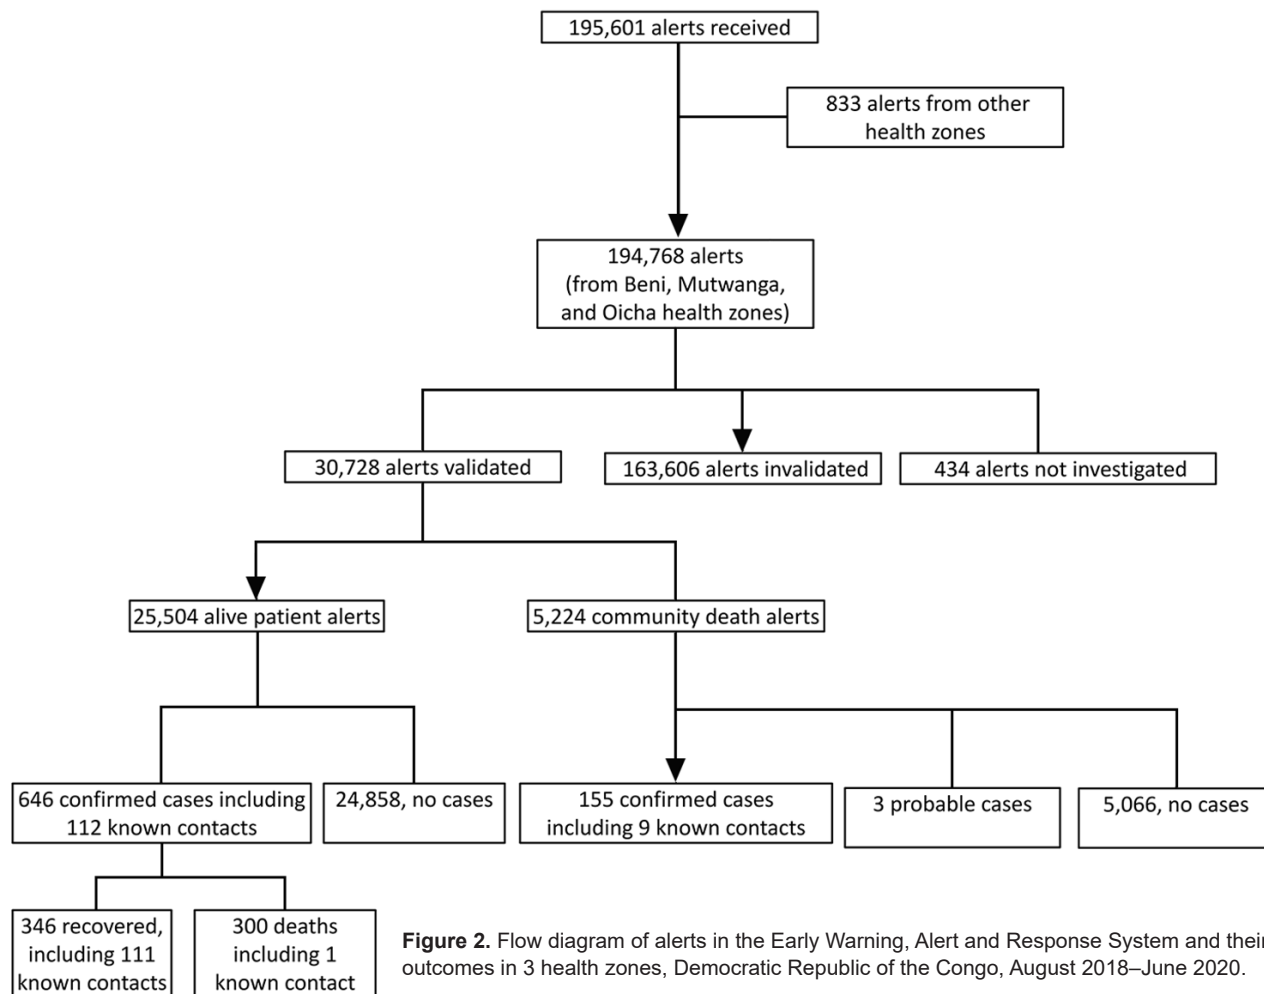 195,601 alerts received
833 alerts from other
health zones
194,768 alerts
(from Beni, Mutwanga,
and Oicha health zones)
30,728 alerts validated
163,606 alerts invalidated
434 alerts not investigated
25,504 alive patient alerts
5,224 community death alerts
646 confirmed cases including
112 known contacts
24,858, no cases
155 confirmed cases
including 9 known contacts
3 probable cases
5,066, no cases
346 recovered,
including 111
known contacts
300 deaths
including 1
known contact
Figure 2. Flow diagram of alerts in the Early Warning, Alert and Response System and their
outcomes in 3 health zones, Democratic Republic of the Congo, August 2018–June 2020.